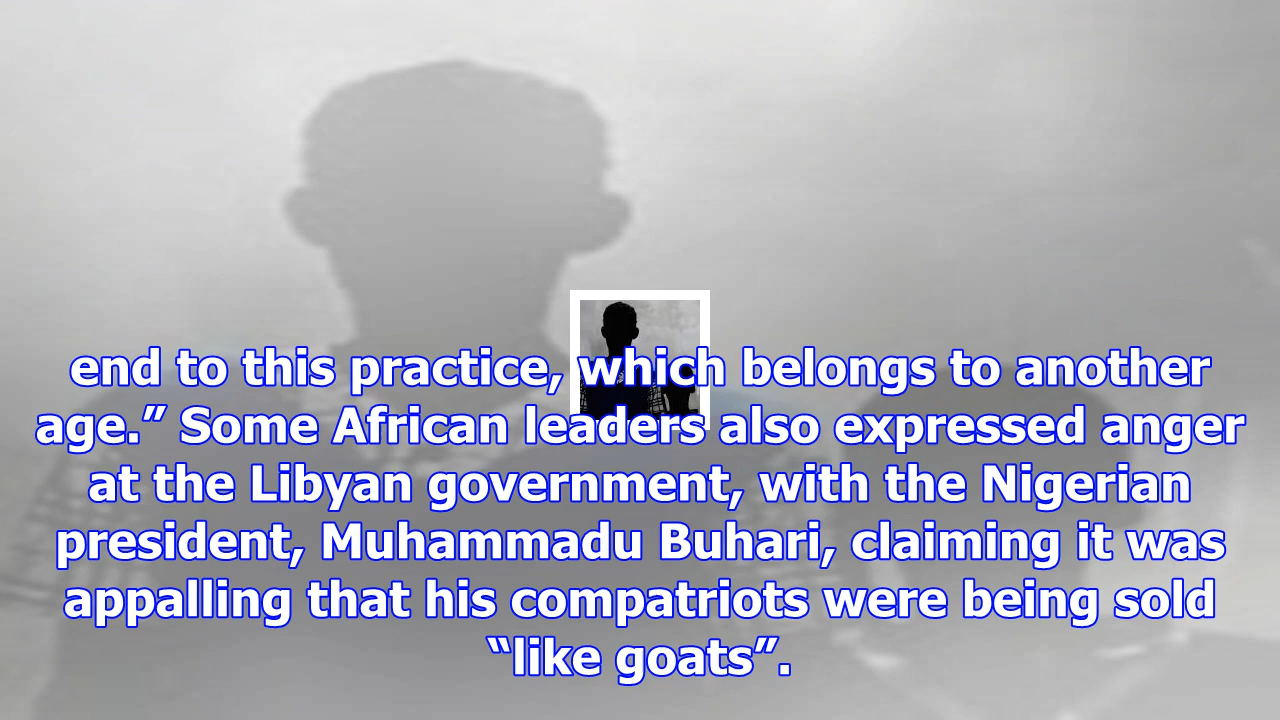 end to this practice, which belongs to another
age.” Some African leaders also expressed anger
at the Libyan government, with the Nigerian
president, Muhammadu Buhari, claiming it was
appalling that his compatriots were being sold
“like goats”.